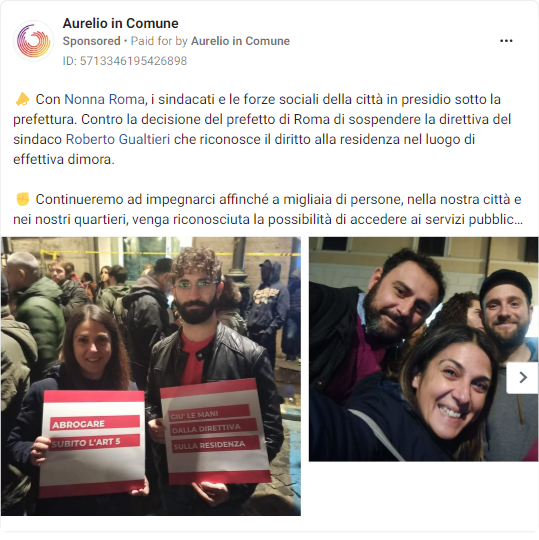 Aurelio in Comune
Sponsored • Paid for by Aurelio in Comune
ID: 5713346195426898
📣 Con Nonna Roma, i sindacati e le forze sociali della città in presidio sotto la
prefettura. Contro la decisione del prefetto di Roma di sospendere la direttiva del
sindaco Roberto Gualtieri che riconosce il diritto alla residenza nel luogo di
effettiva dimora.
✊ Continueremo ad impegnarci affinché a migliaia di persone, nella nostra città e
nei nostri quartieri, venga riconosciuta la possibilità di accedere ai servizi pubblic...
ABROGARE
SUBITO L'ART 5
GIU' LE MANI
DALLA DIRETTIVA
SULLA RESIDENZA